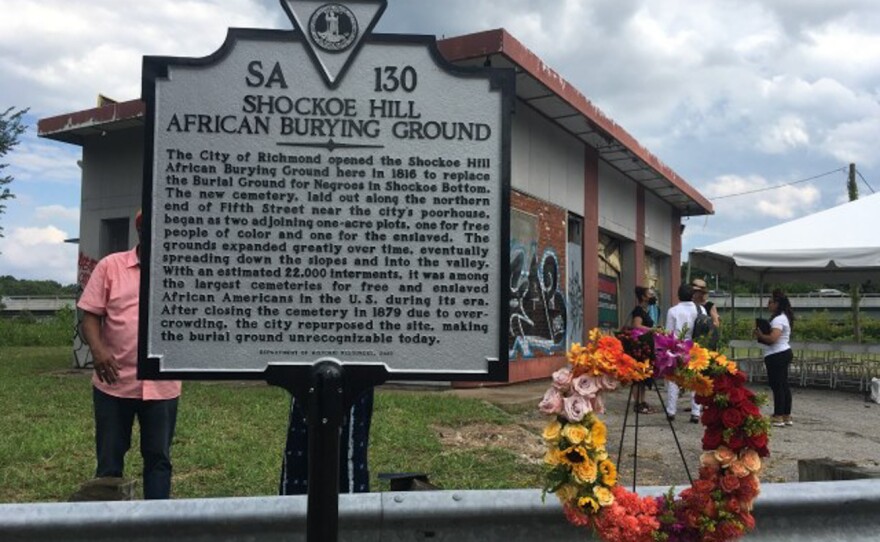 SA 130
SHOCKOE HILL
AFRICAN BURYING GROUND
The City of Richmond opened the Shockoe Hill
African Burying Ground here in 1816 to replace
the Burial Ground for Negroes in Shockoe Bottom.
The new cemetery, laid out along the northern
end of Fifth Street near the city's poorhouse,
began as two adjoining one-acre plots, one for free
people of color and one for the enslaved. The
grounds expanded greatly over time, eventually
spreading down the slopes and into the valley.
With an estimated 22,000 interments, it was among
the largest cemeteries for free and enslaved
African Americans in the U.S. during its era.
After closing the cemetery in 1879 due to over-
crowding, the city repurposed the site, making
the burial ground unrecognizable today.
DEPARTMENT OF HISTORIC RESOURCES,